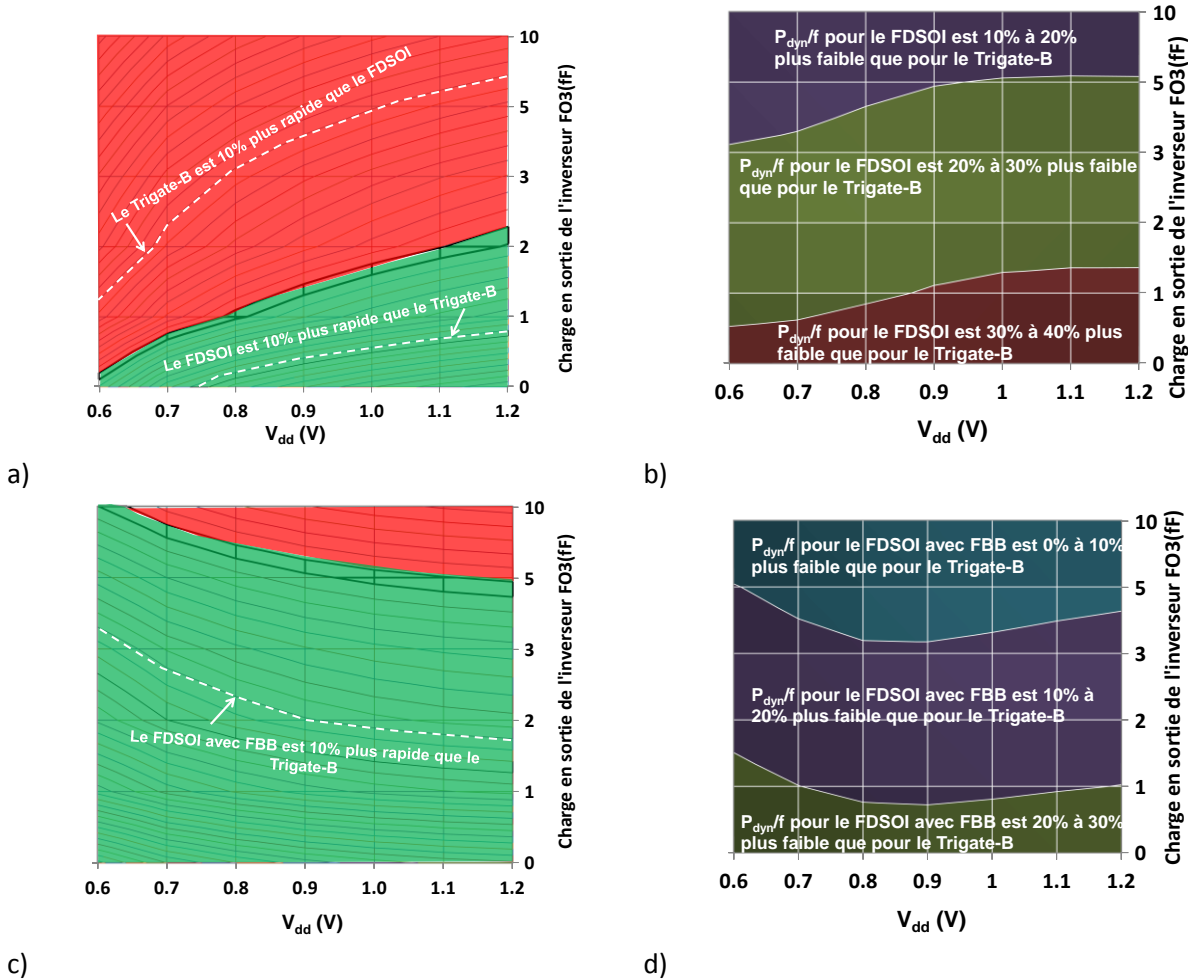 Le Trigate-B est 10% plus rapide que le FDSOI
Le FDSOI est 10% plus rapide que le Trigate-B
10
5
3
2
1
0
Charge en sortie de l'inverseur FO3(fF)
0.6 0.7 0.8 0.9 1.0 1.1 1.2
Vdd (V)
a)
Pdyn/f pour le FDSOI est 10% à 20%
plus faible que pour le Trigate-B
Pdyn/f pour le FDSOI est 20% à 30% plus faible
que pour le Trigate-B
Pdyn/f pour le FDSOI est 30% à 40% plus
faible que pour le Trigate-B
10
5
3
2
1
0
Charge en sortie de l'inverseur FO3(fF)
0.6 0.7 0.8 0.9 1 1.1 1.2
Vdd (V)
b)
Le FDSOI avec FBB est 10% plus rapide que le
Trigate-B
10
5
3
2
1
0
Charge en sortie de l'inverseur FO3(fF)
0.6 0.7 0.8 0.9 1.0 1.1 1.2
Vdd (V)
c)
Pdyn/f pour le FDSOI avec FBB est 0% à 10%
plus faible que pour le Trigate-B
Pdyn/f pour le FDSOI avec FBB est 10% à
20% plus faible que pour le Trigate-B
Pdyn/f pour le FDSOI avec FBB est 20% à 30%
plus faible que pour le Trigate-B
10
5
3
2
1
0
Charge en sortie de l'inverseur FO3(fF)
0.6 0.7 0.8 0.9 1 1.1 1.2
Vdd (V)
d)